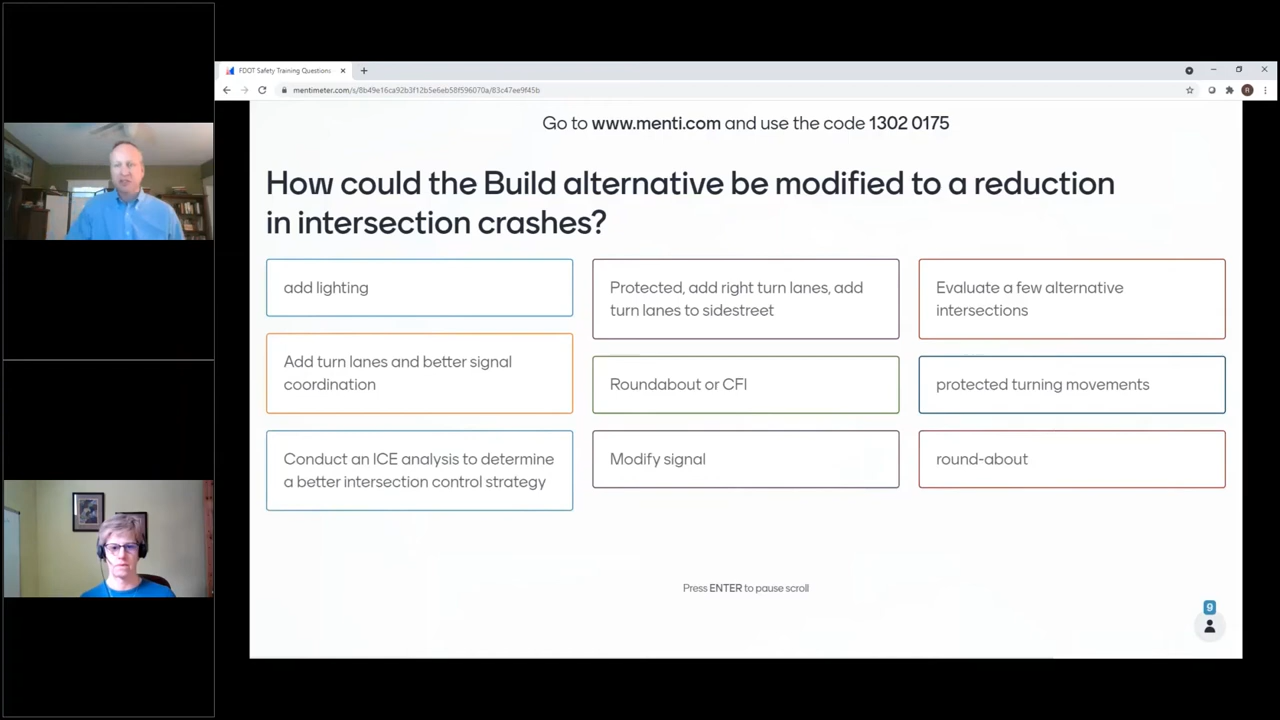 FDOT Safety Training Questions
mentimeter.com/s/8b49e16ca92b3f12b5e6eb58f596070a/83c47ee9f45b
R
Go to www.menti.com and use the code 1302 0175
How could the Build alternative be modified to a reduction
in intersection crashes?
add lighting
Add turn lanes and better signal
coordination
Conduct an ICE analysis to determine
a better intersection control strategy
Protected, add right turn lanes, add
turn lanes to sidestreet
Roundabout or CFI
Modify signal
Evaluate a few alternative
intersections
protected turning movements
round-about
Press ENTER to pause scroll
9